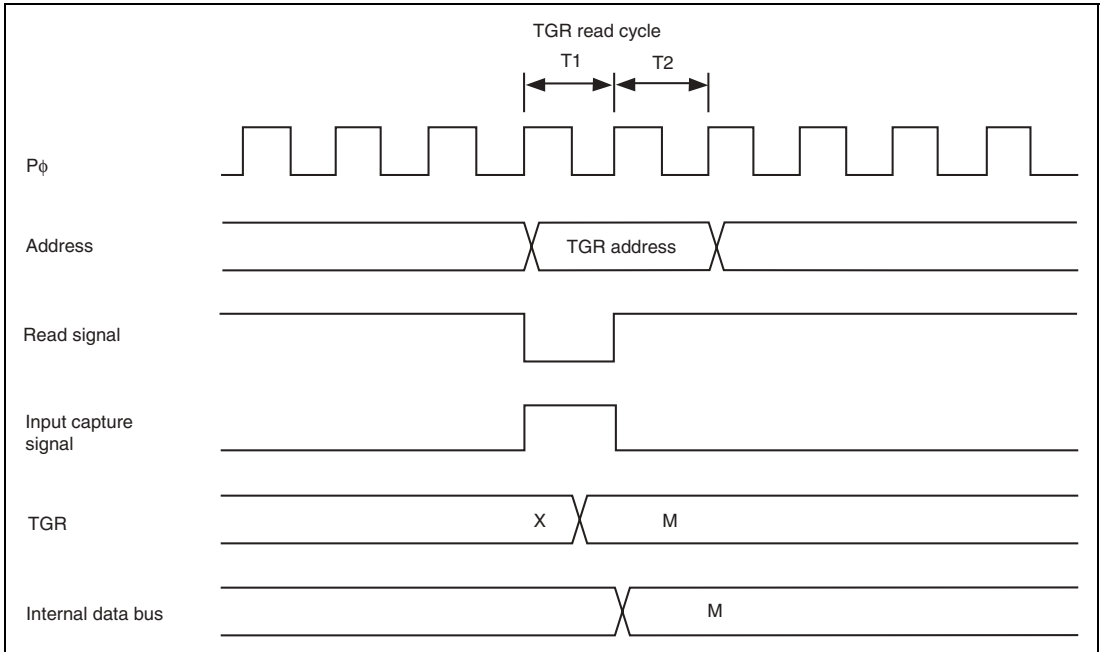 TGR read cycle
T1 T2
Pϕ
Address
TGR address
Read signal
Input capture
signal
TGR
X M
Internal data bus
M